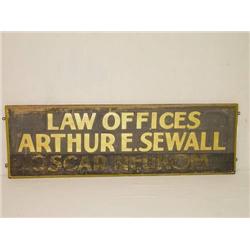 LAW OFFICES
ARTHUR E. SEWALL
OSCAR